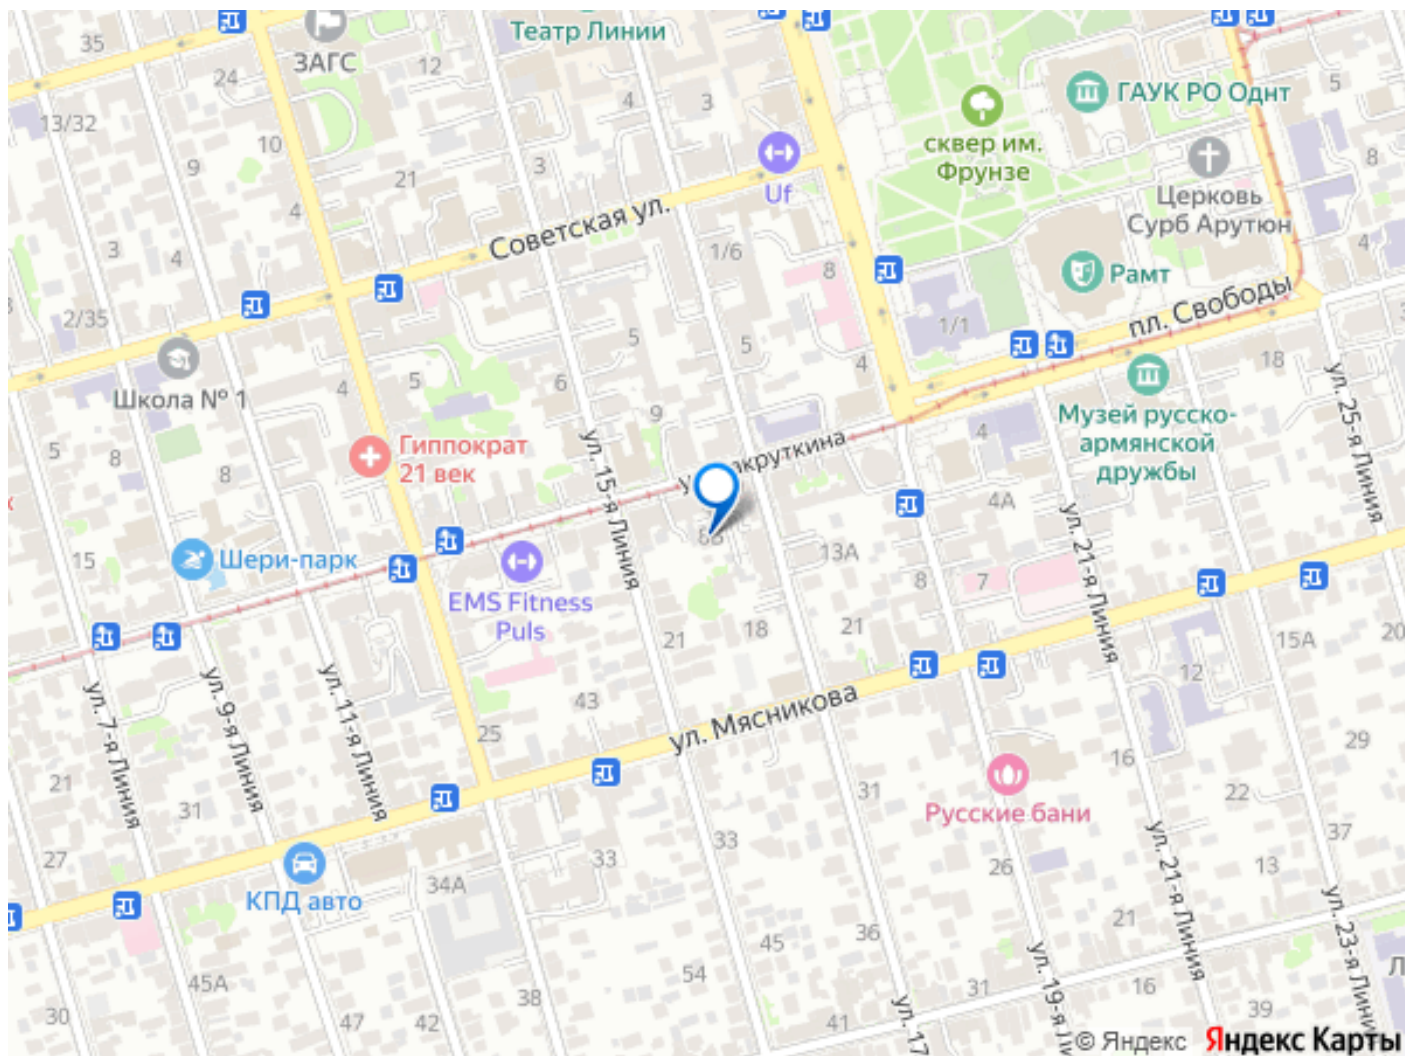 Театр Линии
35
ЗАГС
12
24
4
3
ГАУК РО Однт
5
13/32
10
9
сквер им.
Фрунзе
8
3
21
Uf
Церковь
Сурб Арутюн
4
Советская ул.
3
4
1/6
8
Рамт
4
2/35
5
5
1/1
пл. Свободы
Школа № 1
4
5
6
4
18
9
Музей русско-
армянской
дружбы
4
5
8
8
Гиппократ
21 век
ул. 15-я Линия
ул. 25-я Линия
4А
ул. 21-я Линия
15
Шери-парк
13А
8
7
EMS Fitness
Puls
21
18
21
15А
20
12
ул. 7-я Линия
ул. 9-я Линия
ул. 11-я Линия
43
25
ул. Мясникова
16
29
21
31
31
22
Русские бани
37
27
33
33
26
13
КПД авто
34А
ул. 21-я Линия
21
36
45
54
45А
38
31
16
39
30
47
42
41
ул. 17
© Яндекс
Яндекс Карты